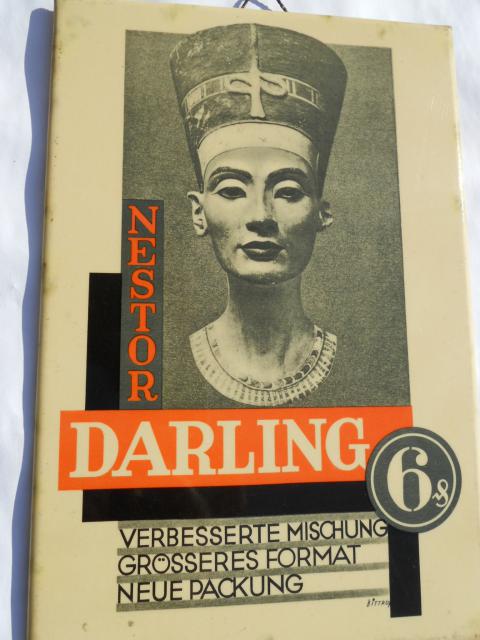 NESTOR
DARLING
6 ₰
VERBESSERTE MISCHUNG
GRÖSSERES FORMAT
NEUE PACKUNG